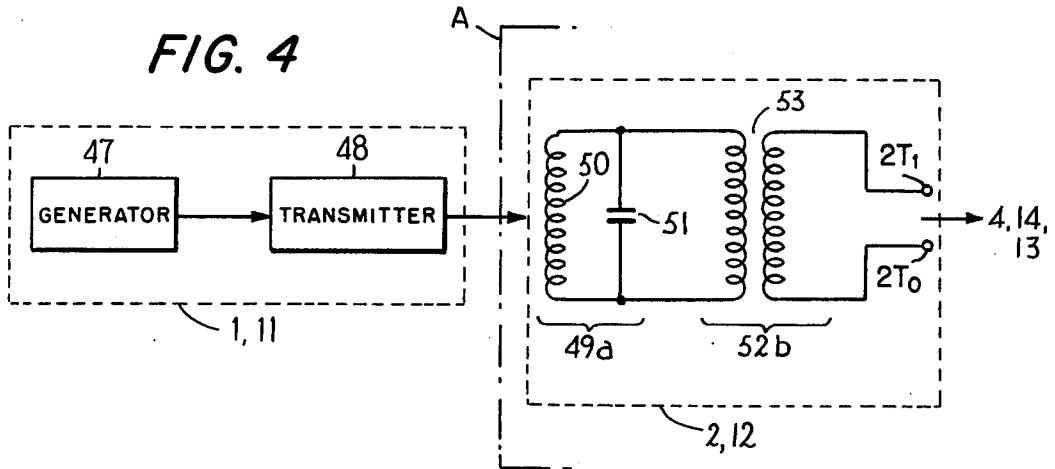 FIG. 4
A
47
48
GENERATOR
TRANSMITTER
1, 11
50
51
53
49a
52b
2T1
2T0
4, 14,
13
2, 12